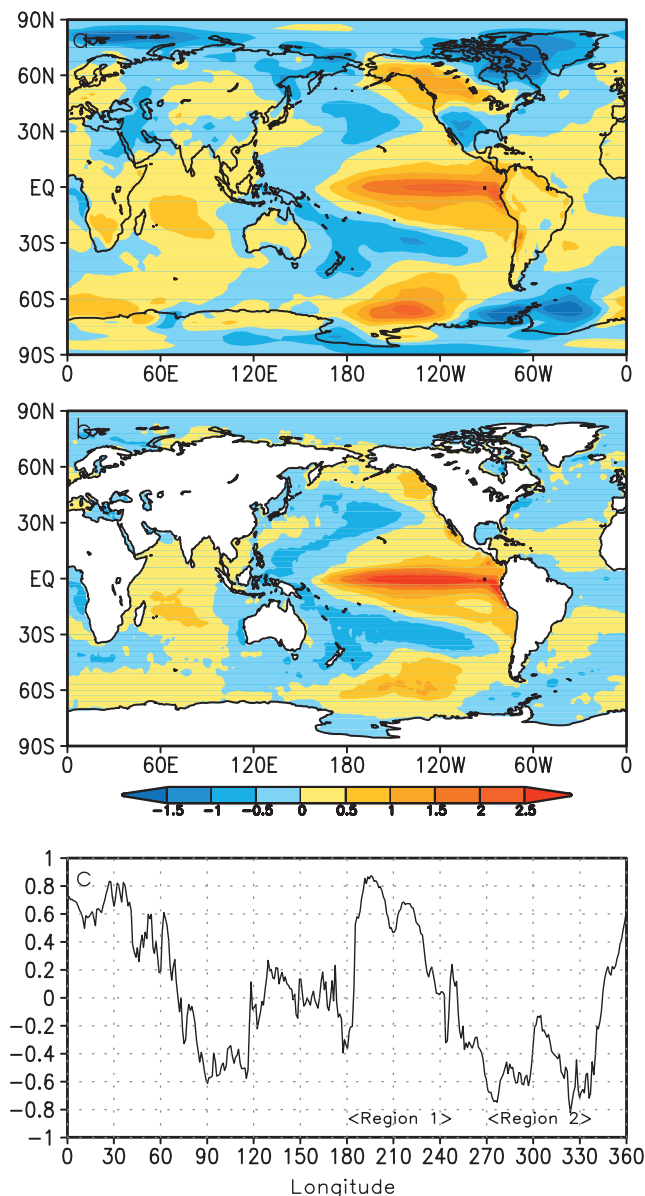 90N
a
60N
30N
EQ
30S
60S
90S
0 60E 120E 180 120W 60W 0
90N
b
60N
30N
EQ
30S
60S
90S
0 60E 120E 180 120W 60W 0
-1.5 -1 -0.5 0 0.5 1 1.5 2 2.5
1
c
0.8
0.6
0.4
0.2
0
-0.2
-0.4
-0.6
-0.8
<Region 1> <Region 2>
-1
0 30 60 90 120 150 180 210 240 270 300 330 360
Longitude